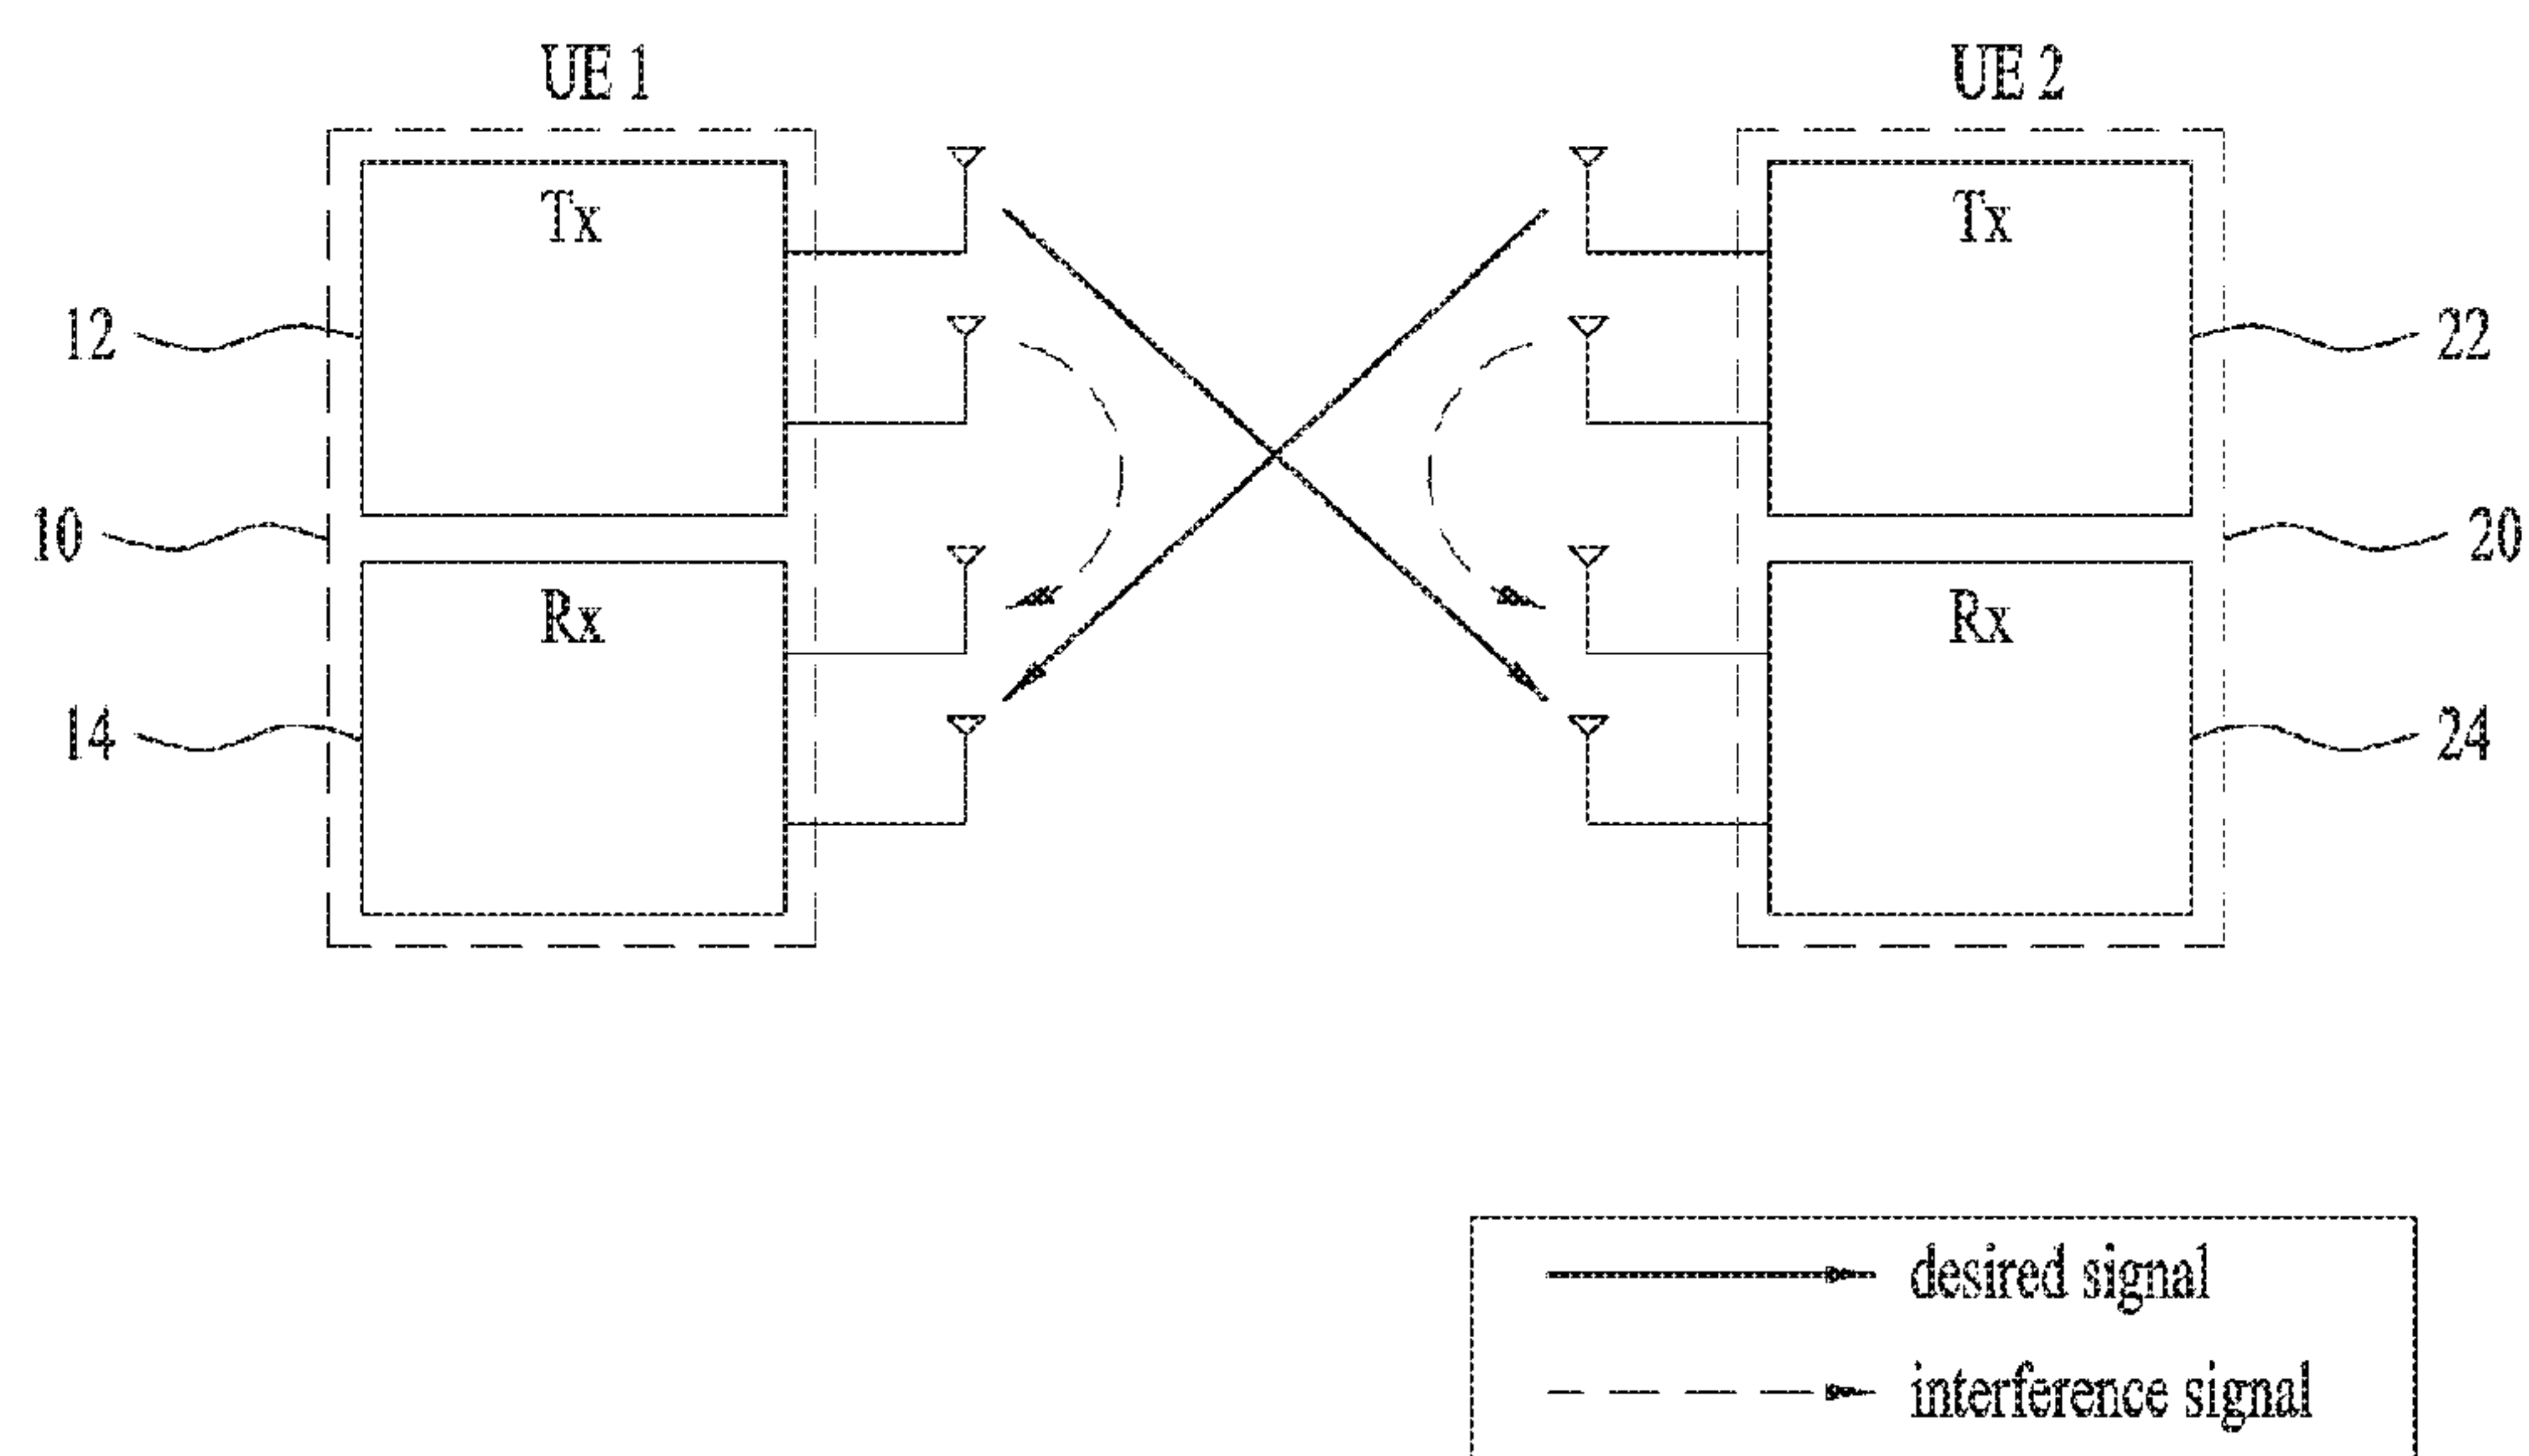 UE 1
UE 2
Tx
Tx
12
22
10
20
Rx
Rx
14
24
desired signal
interference signal